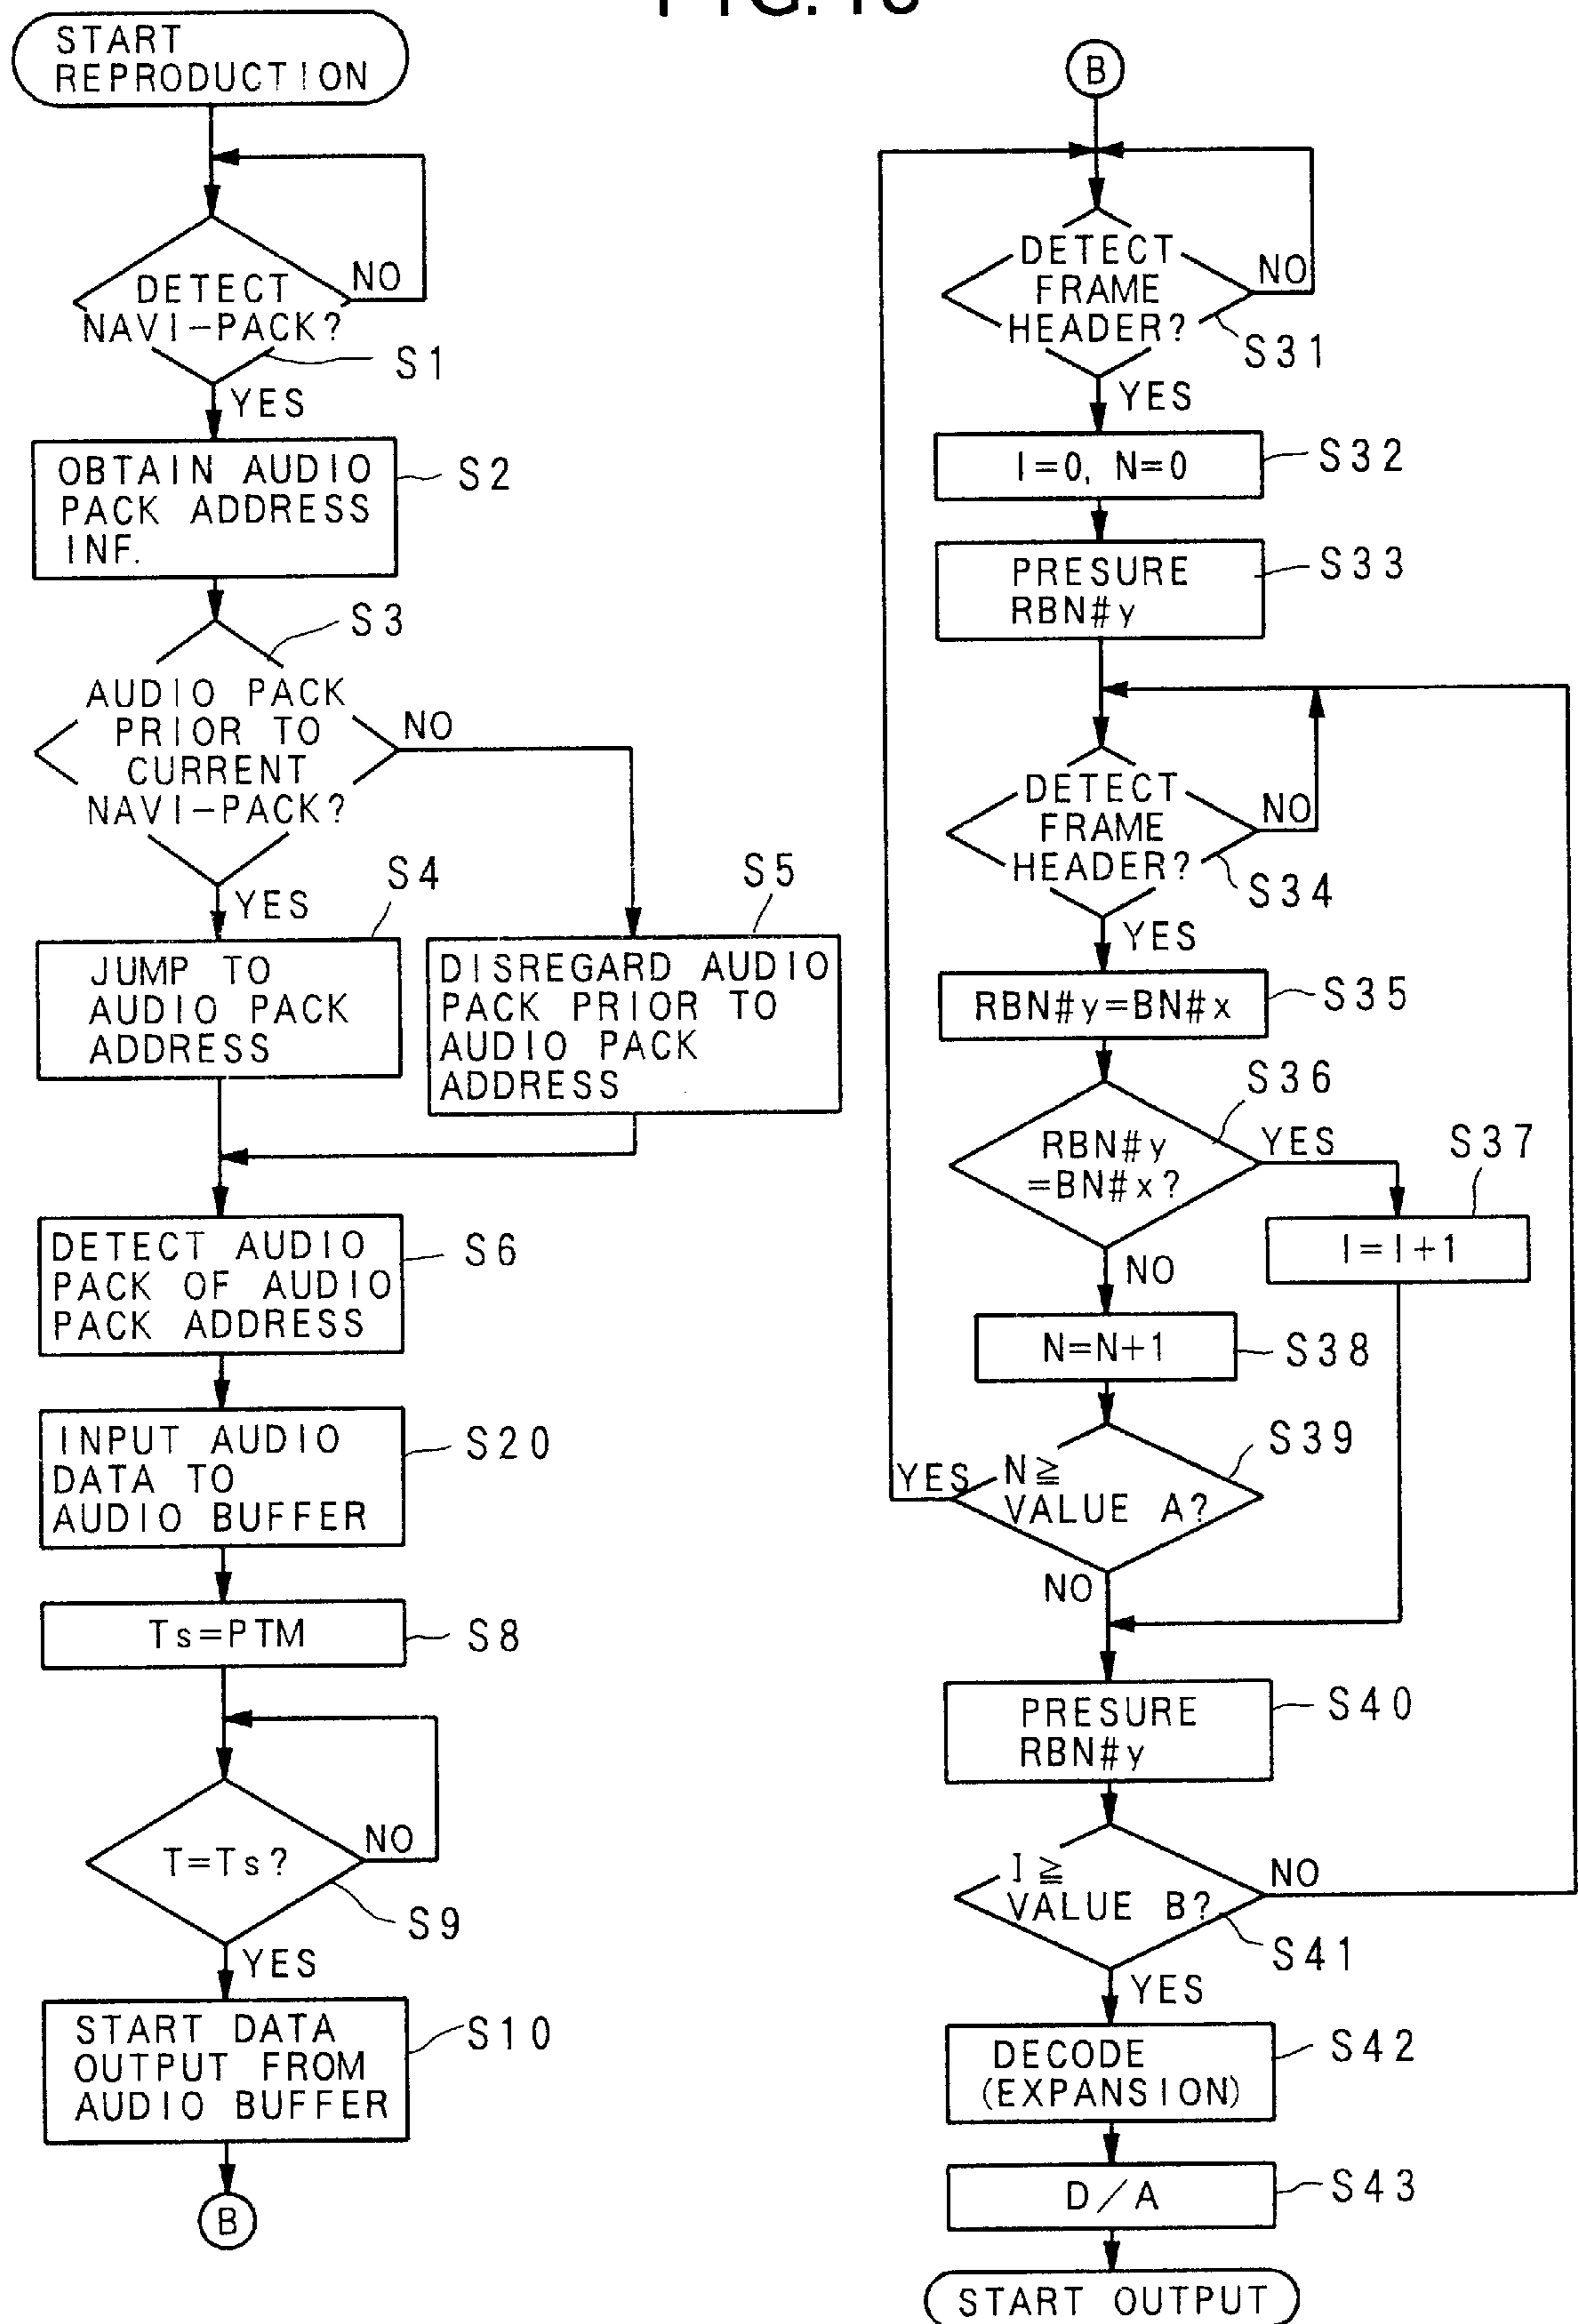 START
REPRODUCTION
DETECT
NAVI-PACK?
NO
S1
YES
OBTAIN AUDIO
PACK ADDRESS
INF.
S2
S3
AUDIO PACK
PRIOR TO
CURRENT
NAVI-PACK?
NO
YES
S4
JUMP TO
AUDIO PACK
ADDRESS
S5
DISREGARD AUDIO
PACK PRIOR TO
AUDIO PACK
ADDRESS
DETECT AUDIO
PACK OF AUDIO
PACK ADDRESS
S6
INPUT AUDIO
DATA TO
AUDIO BUFFER
S20
Ts=PTM
S8
T=Ts?
NO
S9
YES
START DATA
OUTPUT FROM
AUDIO BUFFER
S10
B
B
DETECT
FRAME
HEADER?
NO
S31
YES
I=0, N=0
S32
PRESURE
RBN#y
S33
DETECT
FRAME
HEADER?
NO
S34
YES
RBN#y=BN#x
S35
S36
RBN#y
=BN#x?
YES
S37
I=I+1
NO
N=N+1
S38
S39
N≧
VALUE A?
YES
NO
PRESURE
RBN#y
S40
I≧
VALUE B?
NO
S41
YES
DECODE
(EXPANSION)
S42
D/A
S43
START OUTPUT